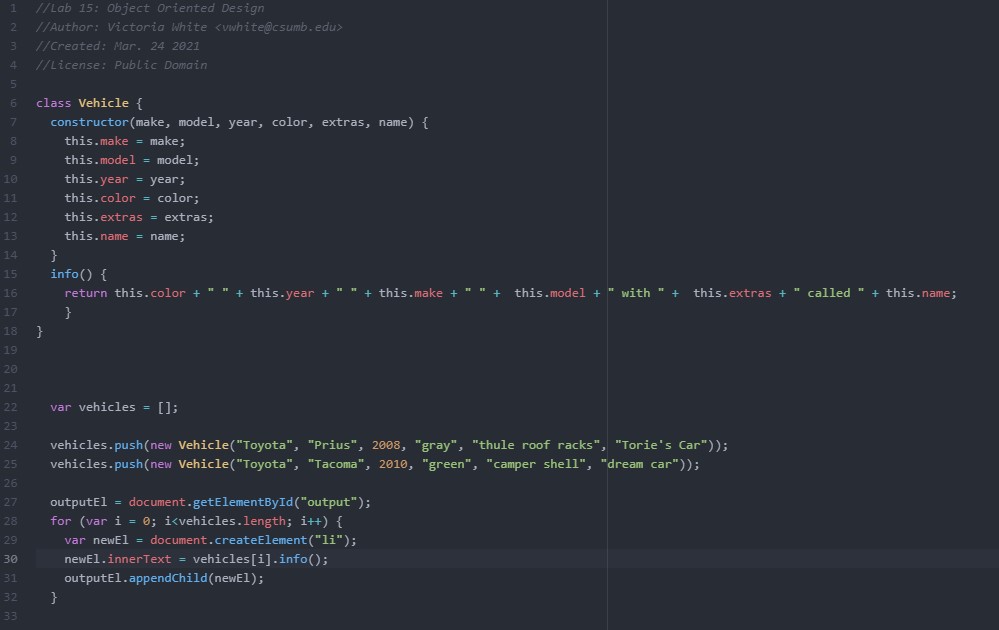 1 //Lab 15: Object Oriented Design
2 //Author: Victoria White <vwhite@csumb.edu>
3 //Created: Mar. 24 2021
4 //License: Public Domain
5
6 class Vehicle {
7   constructor(make, model, year, color, extras, name) {
8     this.make = make;
9     this.model = model;
10     this.year = year;
11     this.color = color;
12     this.extras = extras;
13     this.name = name;
14   }
15   info() {
16     return this.color + " " + this.year + " " + this.make + " " +  this.model + " with " +  this.extras + " called " + this.name;
17     }
18 }
19
20
21
22   var vehicles = [];
23
24   vehicles.push(new Vehicle("Toyota", "Prius", 2008, "gray", "thule roof racks", "Torie's Car"));
25   vehicles.push(new Vehicle("Toyota", "Tacoma", 2010, "green", "camper shell", "dream car"));
26
27   outputEl = document.getElementById("output");
28   for (var i = 0; i<vehicles.length; i++) {
29     var newEl = document.createElement("li");
30     newEl.innerText = vehicles[i].info();
31     outputEl.appendChild(newEl);
32   }
33